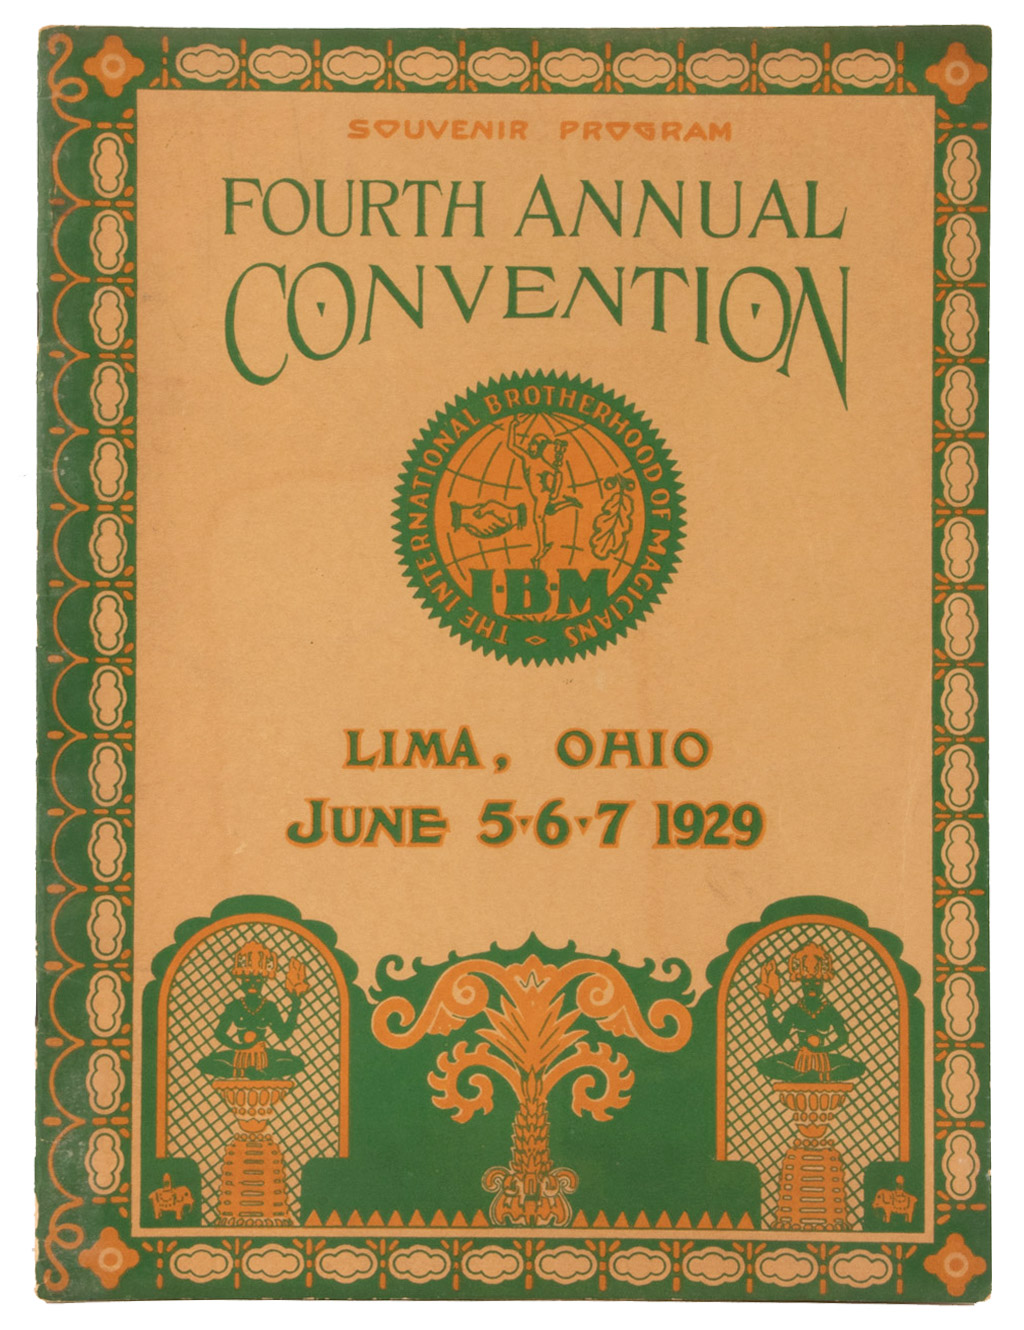 SOUVENIR PROGRAM
FOURTH ANNUAL
CONVENTION
THE INTERNATIONAL BROTHERHOOD OF MAGICIANS
I·B·M
LIMA, OHIO
JUNE 5·6·7 1929